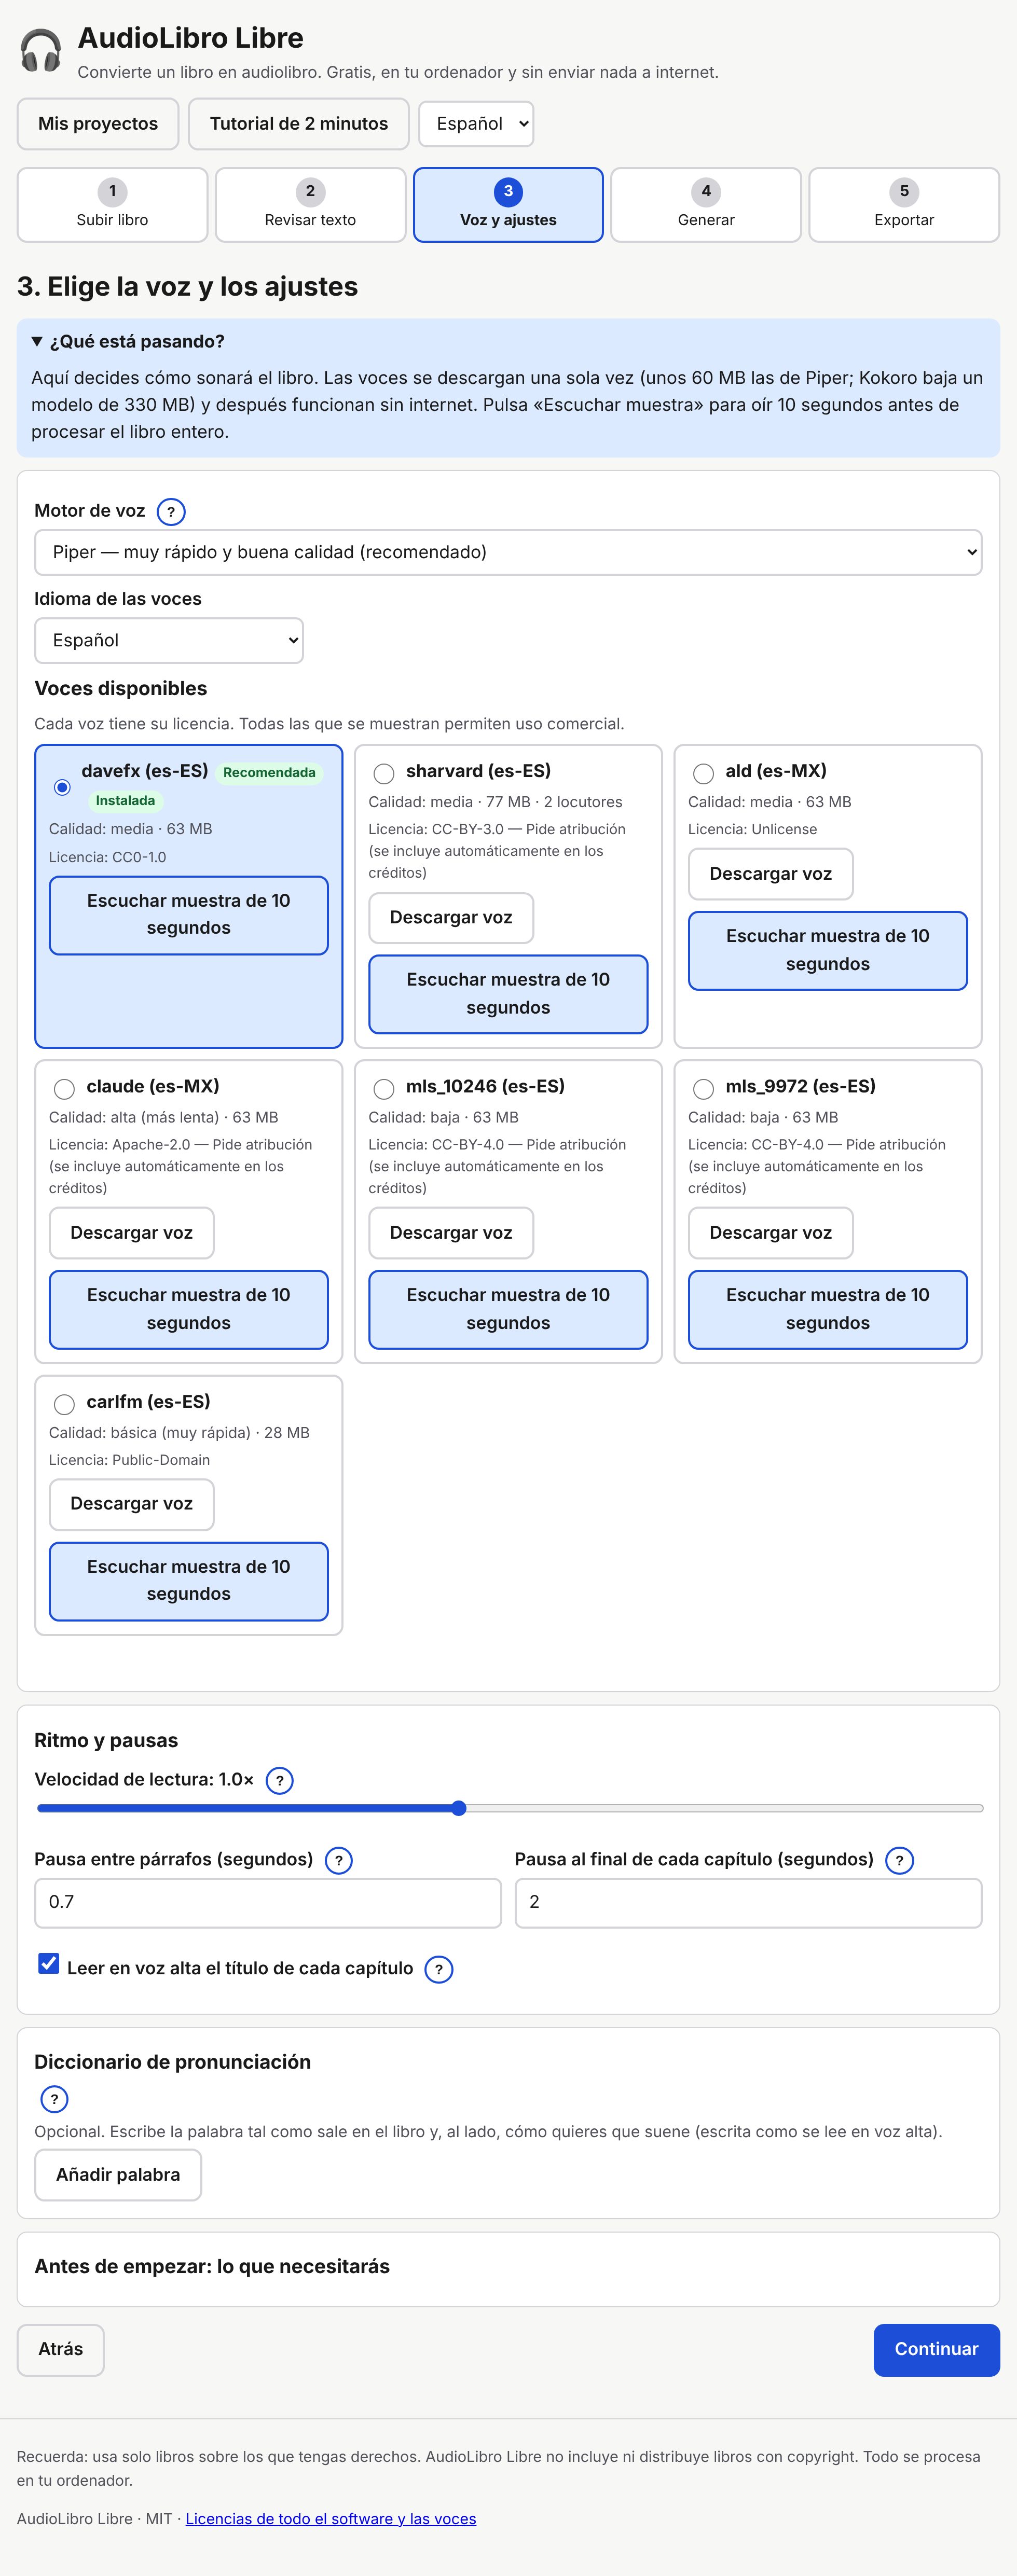 AudioLibro Libre
Convierte un libro en audiolibro. Gratis, en tu ordenador y sin enviar nada a internet.
Mis proyectos
Tutorial de 2 minutos
Español
1
Subir libro
2
Revisar texto
3
Voz y ajustes
4
Generar
5
Exportar
3. Elige la voz y los ajustes
▼ ¿Qué está pasando?
Aquí decides cómo sonará el libro. Las voces se descargan una sola vez (unos 60 MB las de Piper; Kokoro baja un
modelo de 330 MB) y después funcionan sin internet. Pulsa «Escuchar muestra» para oír 10 segundos antes de
procesar el libro entero.
Motor de voz ?
Piper — muy rápido y buena calidad (recomendado)
Idioma de las voces
Español
Voces disponibles
Cada voz tiene su licencia. Todas las que se muestran permiten uso comercial.
davefx (es-ES) Recomendada
Instalada
Calidad: media · 63 MB
Licencia: CC0-1.0
Escuchar muestra de 10
segundos
sharvard (es-ES)
Calidad: media · 77 MB · 2 locutores
Licencia: CC-BY-3.0 — Pide atribución
(se incluye automáticamente en los
créditos)
Descargar voz
Escuchar muestra de 10
segundos
ald (es-MX)
Calidad: media · 63 MB
Licencia: Unlicense
Descargar voz
Escuchar muestra de 10
segundos
claude (es-MX)
Calidad: alta (más lenta) · 63 MB
Licencia: Apache-2.0 — Pide atribución
(se incluye automáticamente en los
créditos)
Descargar voz
Escuchar muestra de 10
segundos
mls_10246 (es-ES)
Calidad: baja · 63 MB
Licencia: CC-BY-4.0 — Pide atribución
(se incluye automáticamente en los
créditos)
Descargar voz
Escuchar muestra de 10
segundos
mls_9972 (es-ES)
Calidad: baja · 63 MB
Licencia: CC-BY-4.0 — Pide atribución
(se incluye automáticamente en los
créditos)
Descargar voz
Escuchar muestra de 10
segundos
carlfm (es-ES)
Calidad: básica (muy rápida) · 28 MB
Licencia: Public-Domain
Descargar voz
Escuchar muestra de 10
segundos
Ritmo y pausas
Velocidad de lectura: 1.0× ?
Pausa entre párrafos (segundos) ?
0.7
Pausa al final de cada capítulo (segundos) ?
2
Leer en voz alta el título de cada capítulo ?
Diccionario de pronunciación
?
Opcional. Escribe la palabra tal como sale en el libro y, al lado, cómo quieres que suene (escrita como se lee en voz alta).
Añadir palabra
Antes de empezar: lo que necesitarás
Atrás
Continuar
Recuerda: usa solo libros sobre los que tengas derechos. AudioLibro Libre no incluye ni distribuye libros con copyright. Todo se procesa
en tu ordenador.
AudioLibro Libre · MIT · Licencias de todo el software y las voces